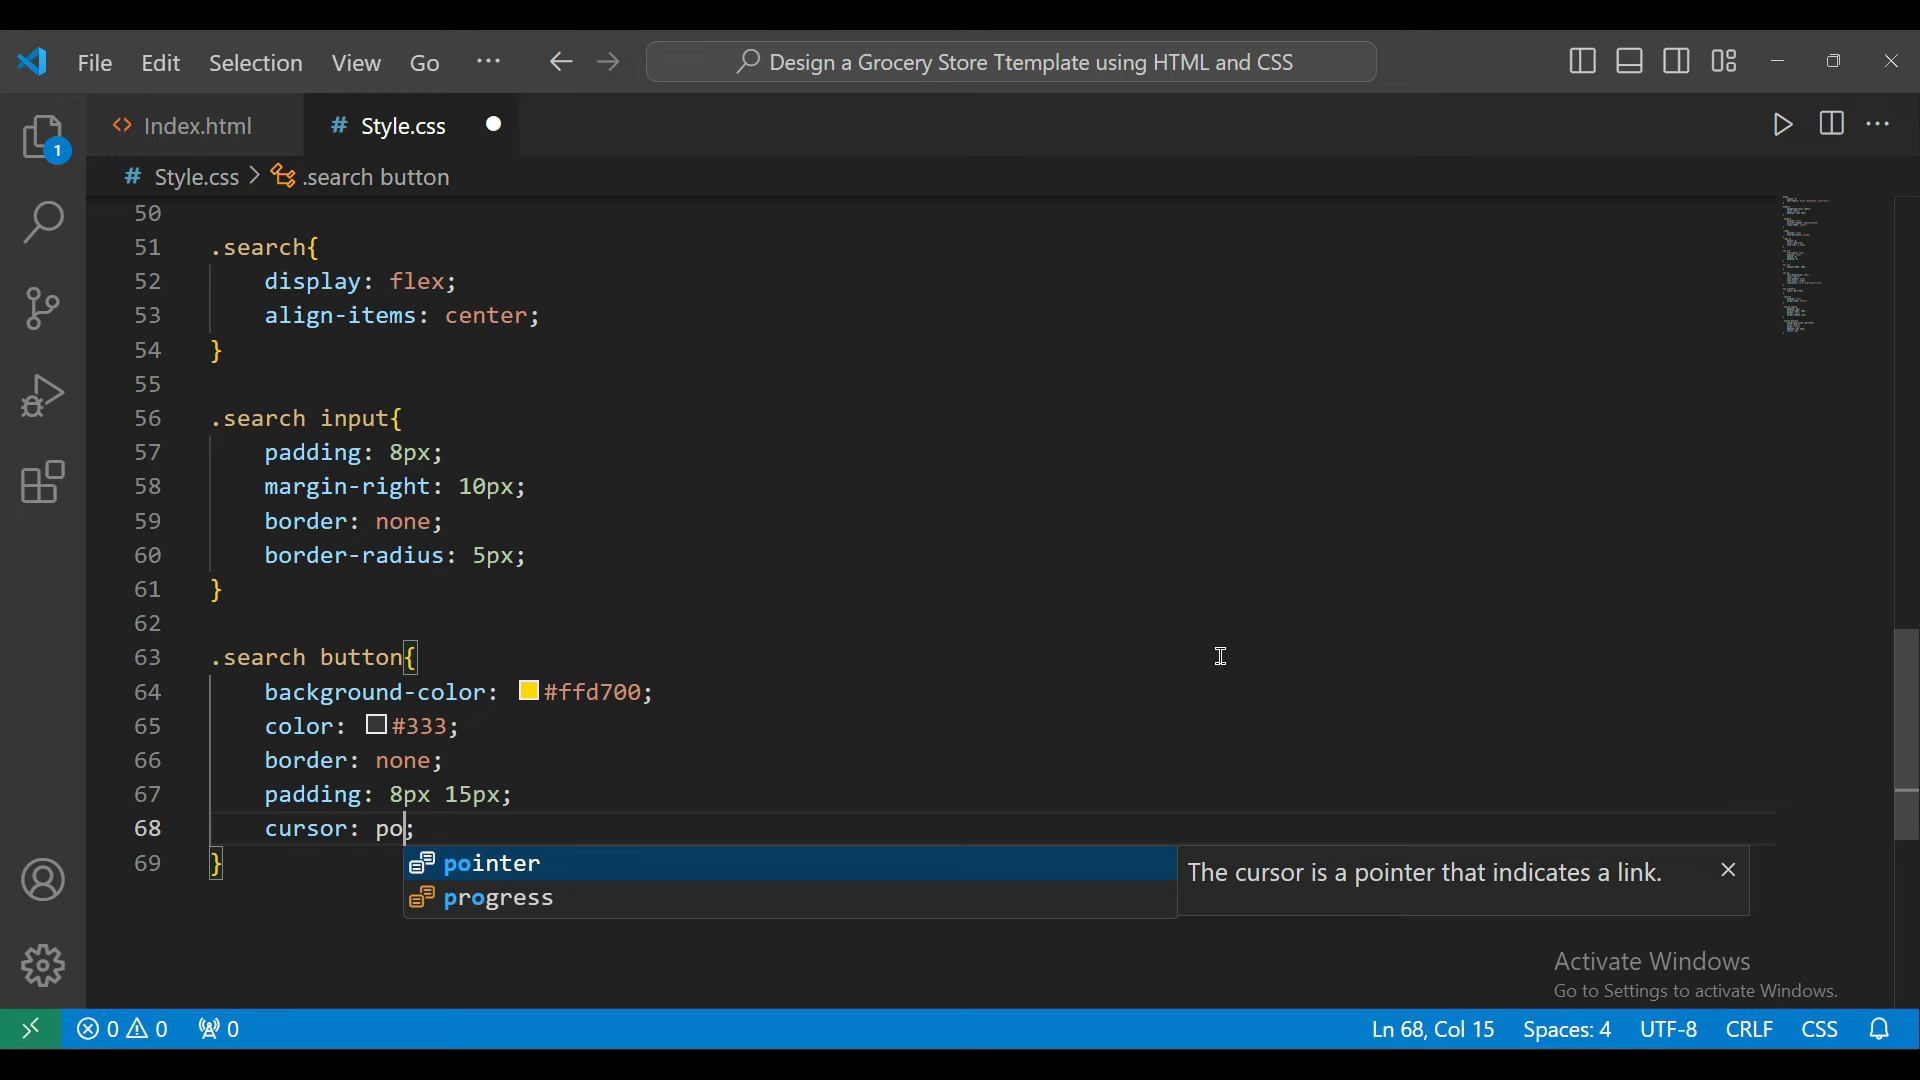 File Edit Selection View Go ··· Design a Grocery Store Ttemplate using HTML and CSS
Index.html # Style.css
# Style.css > .search button
50
51 .search{
52 display: flex;
53 align-items: center;
54 }
55
56 .search input{
57 padding: 8px;
58 margin-right: 10px;
59 border: none;
60 border-radius: 5px;
61 }
62
63 .search button{
64 background-color: #ffd700;
65 color: #333;
66 border: none;
67 padding: 8px 15px;
68 cursor: po;
69 }
pointer
progress
The cursor is a pointer that indicates a link.
1
Activate Windows
Go to Settings to activate Windows.
0 0 0 Ln 68, Col 15 Spaces: 4 UTF-8 CRLF CSS